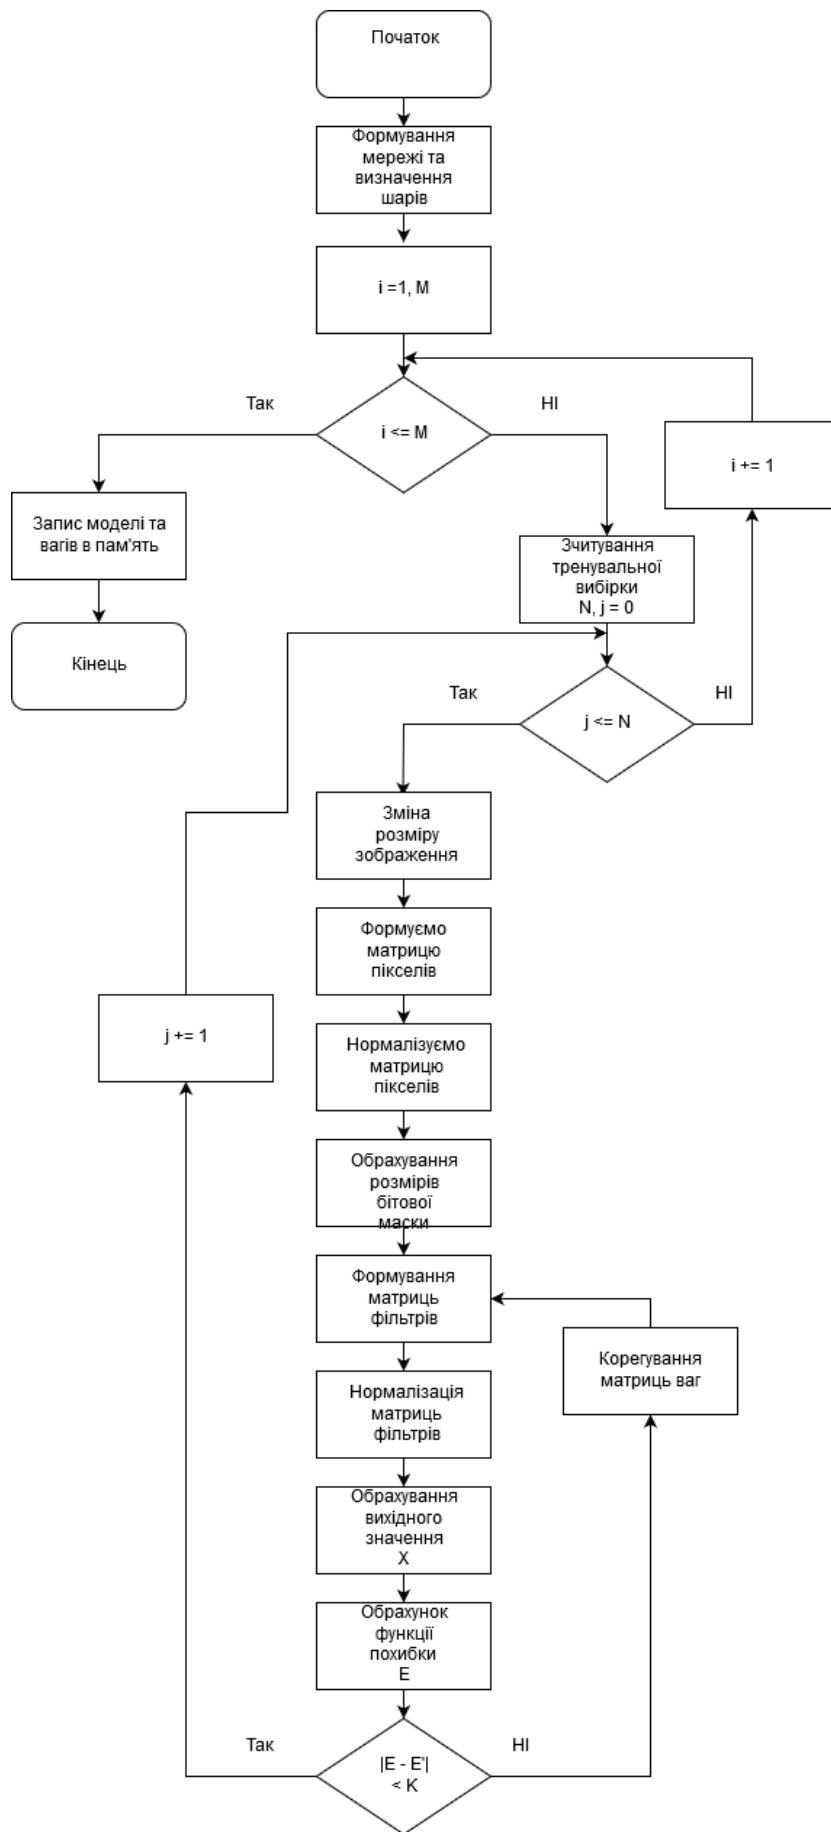 Початок
Формування
мережі та
визначення
шарів
i =1, M
Так
НІ
i <= M
i += 1
Запис моделі та
вагів в пам'ять
Зчитування
тренувальної
вибірки
N, j = 0
Кінець
Так
НІ
j <= N
Зміна
розміру
зображення
Формуємо
матрицю
пікселів
j += 1
Нормалізуємо
матрицю
пікселів
Обрахування
розмірів
бітової
маски
Формування
матриць
фільтрів
Корегування
матриць ваг
Нормалізація
матриць
фільтрів
Обрахування
вихідного
значення
X
Обрахунок
функції
похибки
E
Так
НІ
|E - E'|
< K